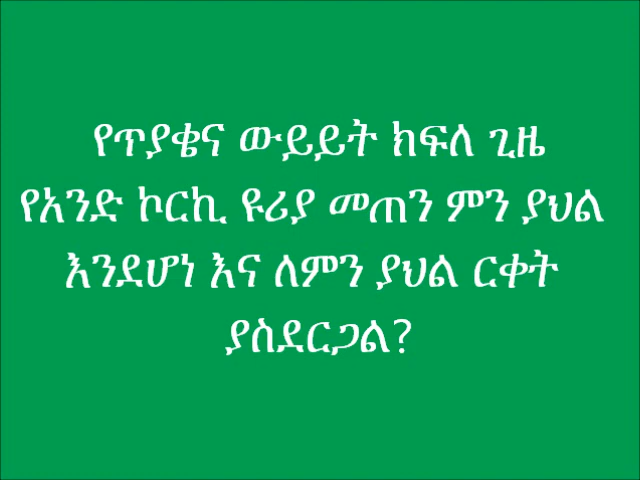 የጥያቄና ውይይት ክፍለ ጊዜ
የአንድ ኮርኪ ዩሪያ መጠን ምን ያህል
እንደሆነ እና ለምን ያህል ርቀት
ያስደርጋል?